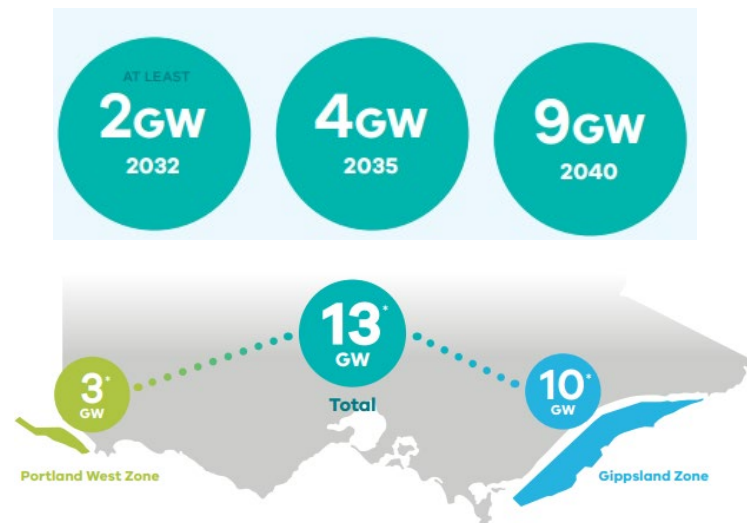 AT LEAST
2GW
2032
4GW
2035
9GW
2040
13*
GW
Total
3*
GW
10*
GW
Portland West Zone
Gippsland Zone